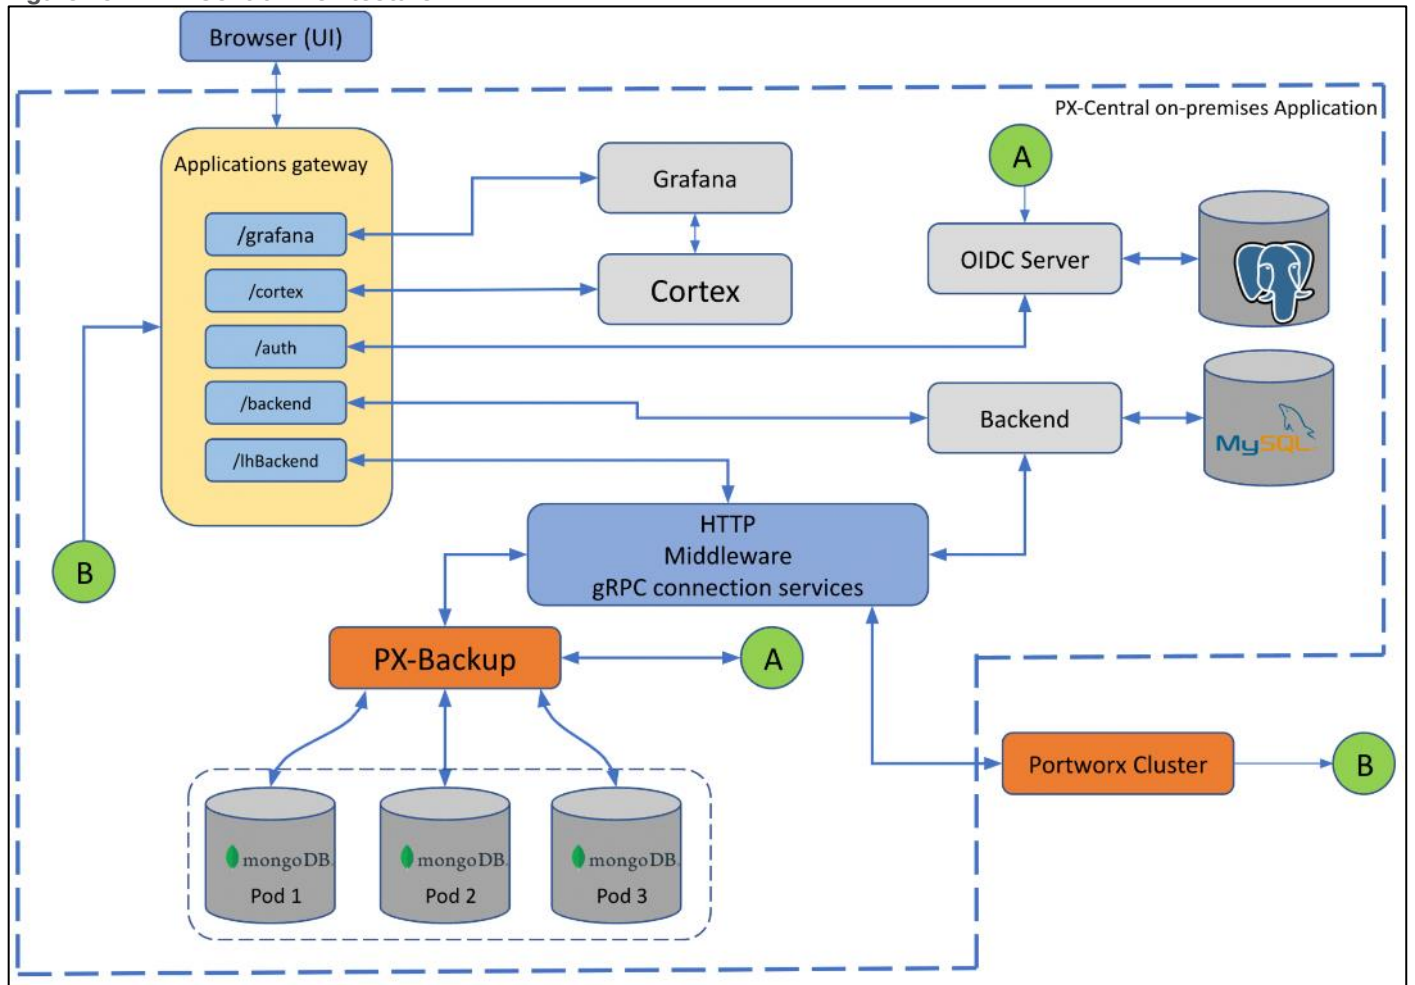 Browser (UI)
PX-Central on-premises Application
Applications gateway
/grafana
/cortex
/auth
/backend
/lhBackend
Grafana
Cortex
A
OIDC Server
Backend
MySQL
B
HTTP
Middleware
gRPC connection services
PX-Backup
A
Portworx Cluster
B
mongoDB.
Pod 1
mongoDB.
Pod 2
mongoDB.
Pod 3